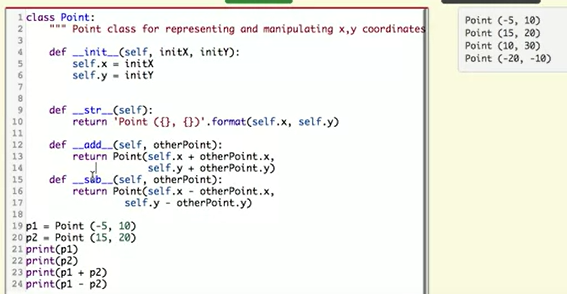 1 class Point:
2     """ Point class for representing and manipulating x,y coordinates
3
4     def __init__(self, initX, initY):
5         self.x = initX
6         self.y = initY
7
8
9     def __str__(self):
10         return 'Point ({}, {})'.format(self.x, self.y)
11
12     def __add__(self, otherPoint):
13         return Point(self.x + otherPoint.x,
14                      self.y + otherPoint.y)
15     def __sub__(self, otherPoint):
16         return Point(self.x - otherPoint.x,
17                  self.y - otherPoint.y)
18
19 p1 = Point (-5, 10)
20 p2 = Point (15, 20)
21 print(p1)
22 print(p2)
23 print(p1 + p2)
24 print(p1 - p2)
Point (-5, 10)
Point (15, 20)
Point (10, 30)
Point (-20, -10)